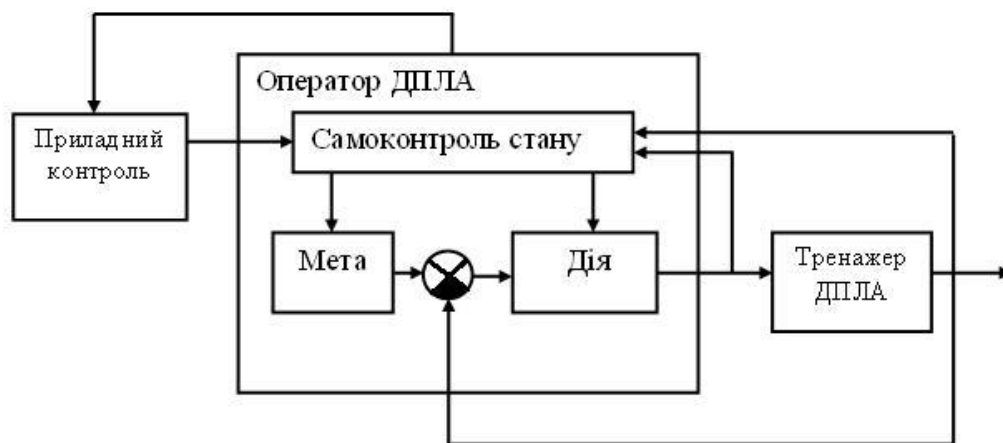 Оператор ДПЛА
Приладний
контроль
Самоконтроль стану
Мета
Дія
Тренажер
ДПЛА